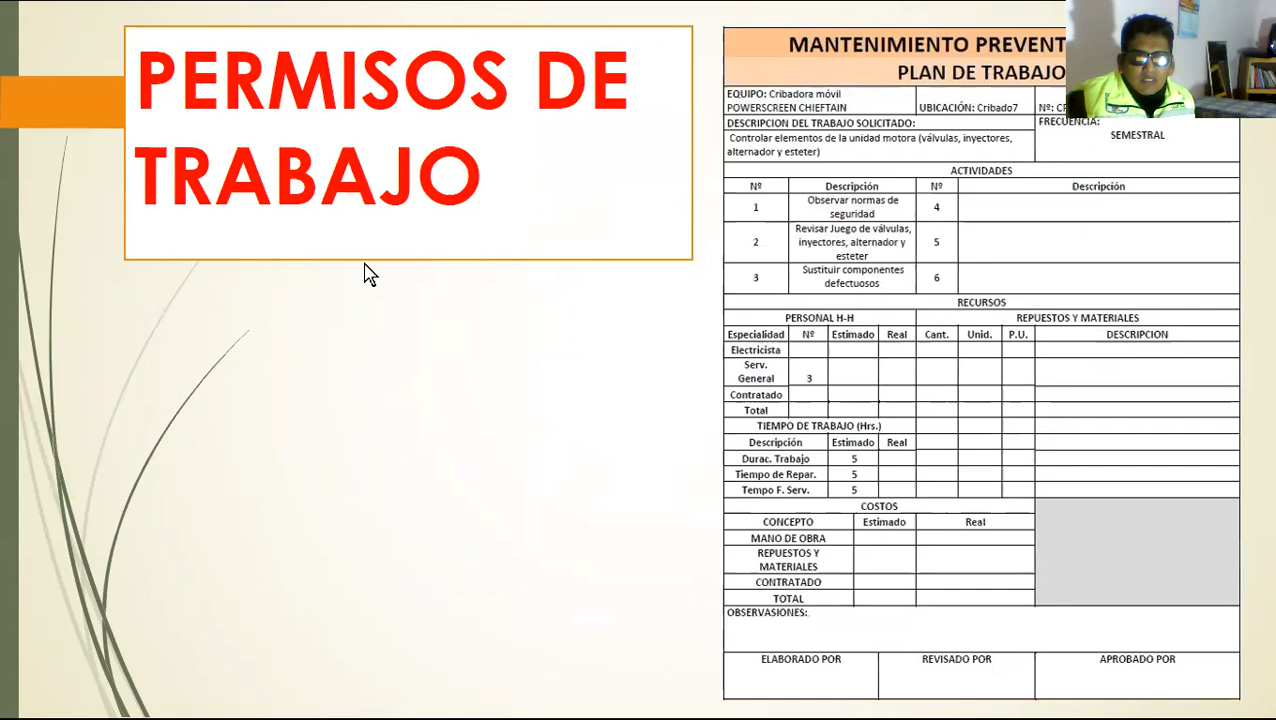 PERMISOS DE
TRABAJO
MANTENIMIENTO
PLAN DE TRABAJO
EQUIPO: Cribadora móvil
POWERSCREEN CHIEFTAIN
UBICACIÓN: Cribado7
Nº:
DESCRIPCION DEL TRABAJO SOLICITADO:
Controlar elementos de la unidad motora (válvulas, inyectores,
alternador y esteter)
FRECUENCIA:
SEMESTRAL
ACTIVIDADES
Nº Descripción Nº Descripción
1 Observar normas de
seguridad 4
2 Revisar Juego de válvulas,
inyectores, alternador y
esteter 5
3 Sustituir componentes
defectuosos 6
RECURSOS
PERSONAL H-H REPUESTOS Y MATERIALES
Especialidad Nº Estimado Real Cant. Unid. P.U. DESCRIPCION
Electricista
Serv.
General 3
Contratado
Total
TIEMPO DE TRABAJO (Hrs.)
Descripción Estimado Real
Durac. Trabajo 5
Tiempo de Repar. 5
Tempo F. Serv. 5
COSTOS
CONCEPTO Estimado Real
MANO DE OBRA
REPUESTOS Y
MATERIALES
CONTRATADO
TOTAL
OBSERVACIONES:
ELABORADO POR REVISADO POR APROBADO POR